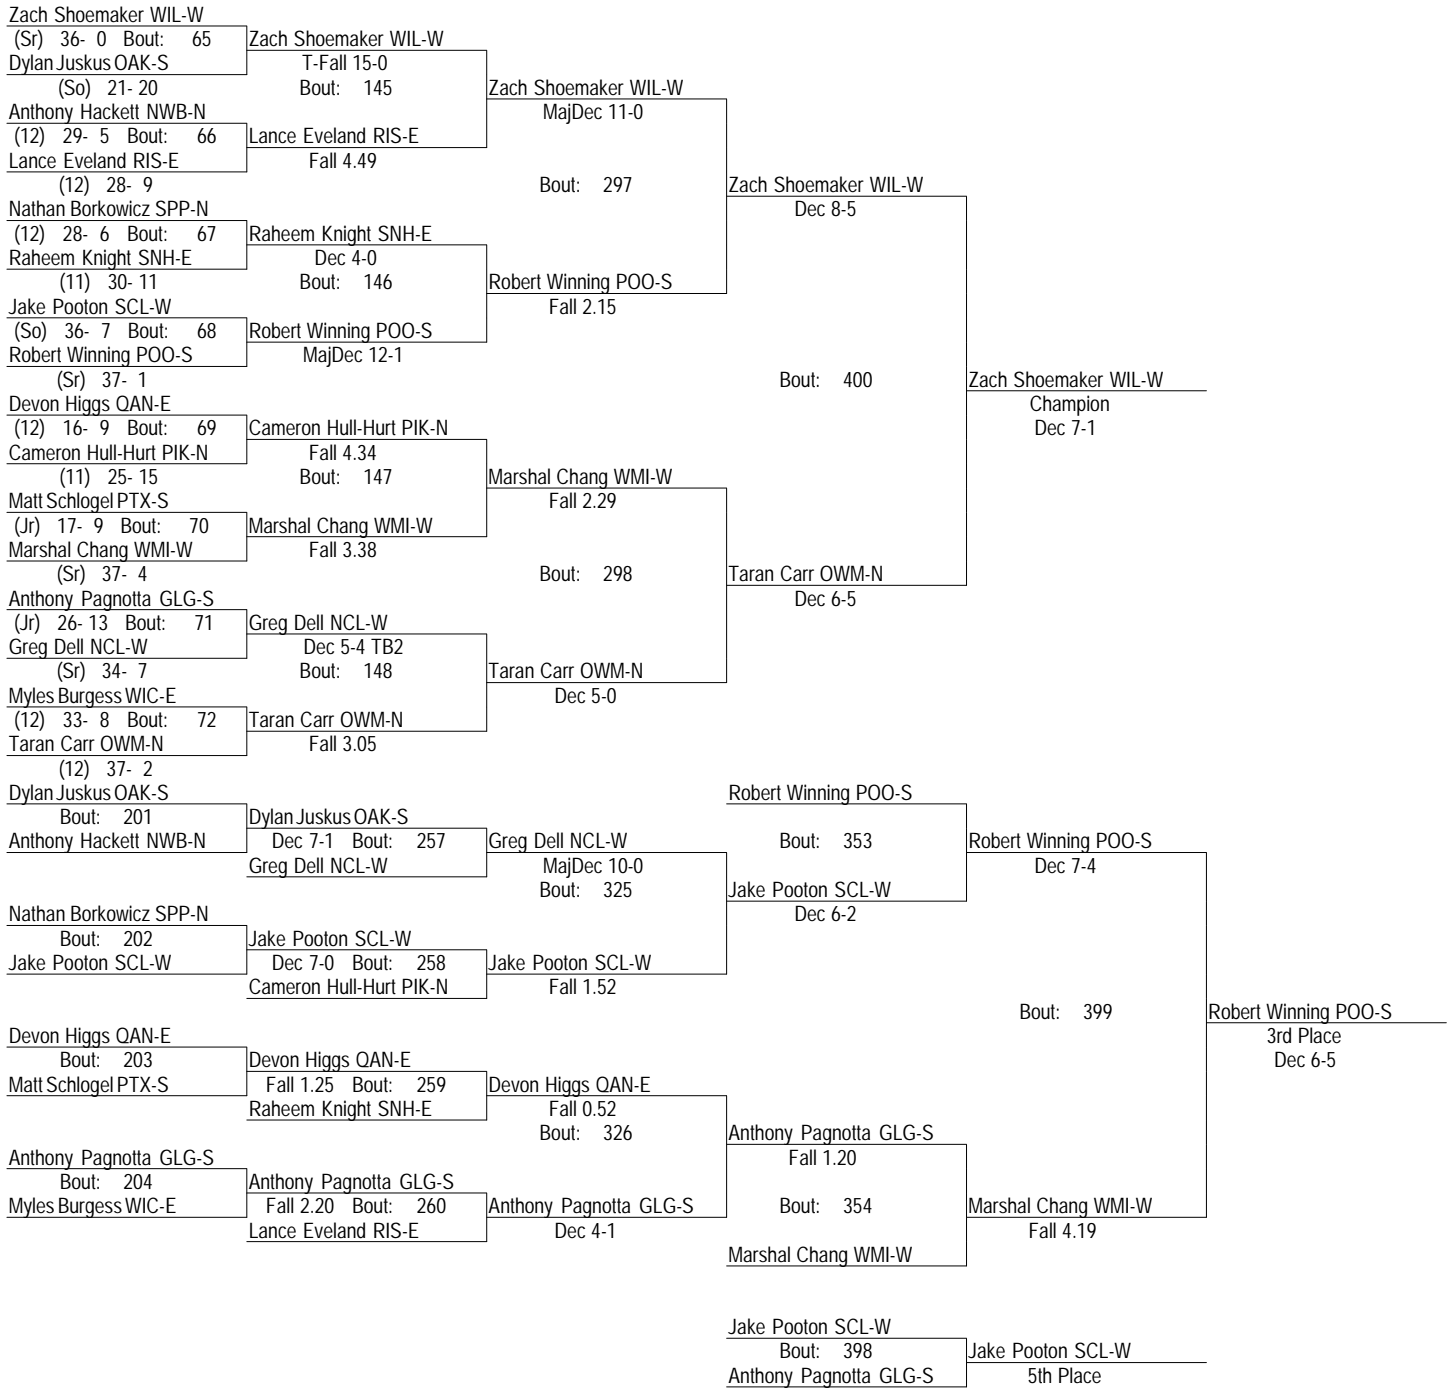 Zach Shoemaker WIL-W
(Sr) 36- 0 Bout: 65 Zach Shoemaker WIL-W
Dylan Juskus OAK-S T-Fall 15-0
(So) 21- 20 Bout: 145 Zach Shoemaker WIL-W
Anthony Hackett NWB-N MajDec 11-0
(12) 29- 5 Bout: 66 Lance Eveland RIS-E
Lance Eveland RIS-E Fall 4.49
(12) 28- 9 Bout: 297 Zach Shoemaker WIL-W
Nathan Borkowicz SPP-N Dec 8-5
(12) 28- 6 Bout: 67 Raheem Knight SNH-E
Raheem Knight SNH-E Dec 4-0
(11) 30- 11 Bout: 146 Robert Winning POO-S
Jake Pooton SCL-W Fall 2.15
(So) 36- 7 Bout: 68 Robert Winning POO-S
Robert Winning POO-S MajDec 12-1
(Sr) 37- 1 Bout: 400 Zach Shoemaker WIL-W
Devon Higgs QAN-E Champion
(12) 16- 9 Bout: 69 Cameron Hull-Hurt PIK-N Dec 7-1
Cameron Hull-Hurt PIK-N Fall 4.34
(11) 25- 15 Bout: 147 Marshal Chang WMI-W
Matt Schlogel PTX-S Fall 2.29
(Jr) 17- 9 Bout: 70 Marshal Chang WMI-W
Marshal Chang WMI-W Fall 3.38
(Sr) 37- 4 Bout: 298 Taran Carr OWM-N
Anthony Pagnotta GLG-S Dec 6-5
(Jr) 26- 13 Bout: 71 Greg Dell NCL-W
Greg Dell NCL-W Dec 5-4 TB2
(Sr) 34- 7 Bout: 148 Taran Carr OWM-N
Myles Burgess WIC-E Dec 5-0
(12) 33- 8 Bout: 72 Taran Carr OWM-N
Taran Carr OWM-N Fall 3.05
(12) 37- 2
Dylan Juskus OAK-S Robert Winning POO-S
Bout: 201 Dylan Juskus OAK-S
Anthony Hackett NWB-N Dec 7-1 Bout: 257 Greg Dell NCL-W Bout: 353 Robert Winning POO-S
Greg Dell NCL-W MajDec 10-0 Dec 7-4
Bout: 325 Jake Pooton SCL-W
Nathan Borkowicz SPP-N Dec 6-2
Bout: 202 Jake Pooton SCL-W
Jake Pooton SCL-W Dec 7-0 Bout: 258 Jake Pooton SCL-W
Cameron Hull-Hurt PIK-N Fall 1.52
Bout: 399 Robert Winning POO-S
Devon Higgs QAN-E 3rd Place
Bout: 203 Devon Higgs QAN-E Dec 6-5
Matt Schlogel PTX-S Fall 1.25 Bout: 259 Devon Higgs QAN-E
Raheem Knight SNH-E Fall 0.52
Bout: 326 Anthony Pagnotta GLG-S
Anthony Pagnotta GLG-S Fall 1.20
Bout: 204 Anthony Pagnotta GLG-S
Myles Burgess WIC-E Fall 2.20 Bout: 260 Anthony Pagnotta GLG-S Bout: 354 Marshal Chang WMI-W
Lance Eveland RIS-E Dec 4-1 Fall 4.19
Marshal Chang WMI-W
Jake Pooton SCL-W
Bout: 398 Jake Pooton SCL-W
Anthony Pagnotta GLG-S 5th Place